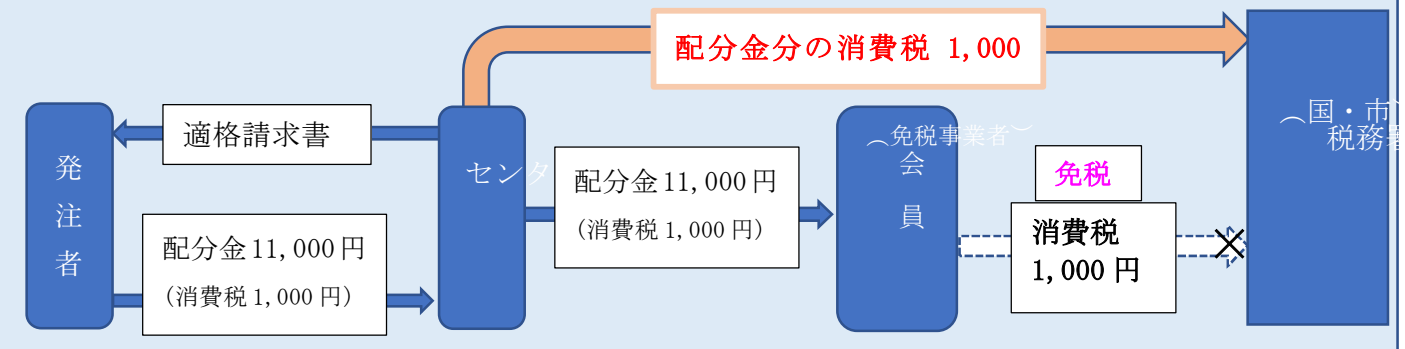 配分金分の消費税 1,000
適格請求書
発注者
配分金11,000円
(消費税1,000円)
センタ
配分金11,000円
(消費税1,000円)
(免税事業者)
会員
免税
消費税
1,000円
(国・市)
税務署